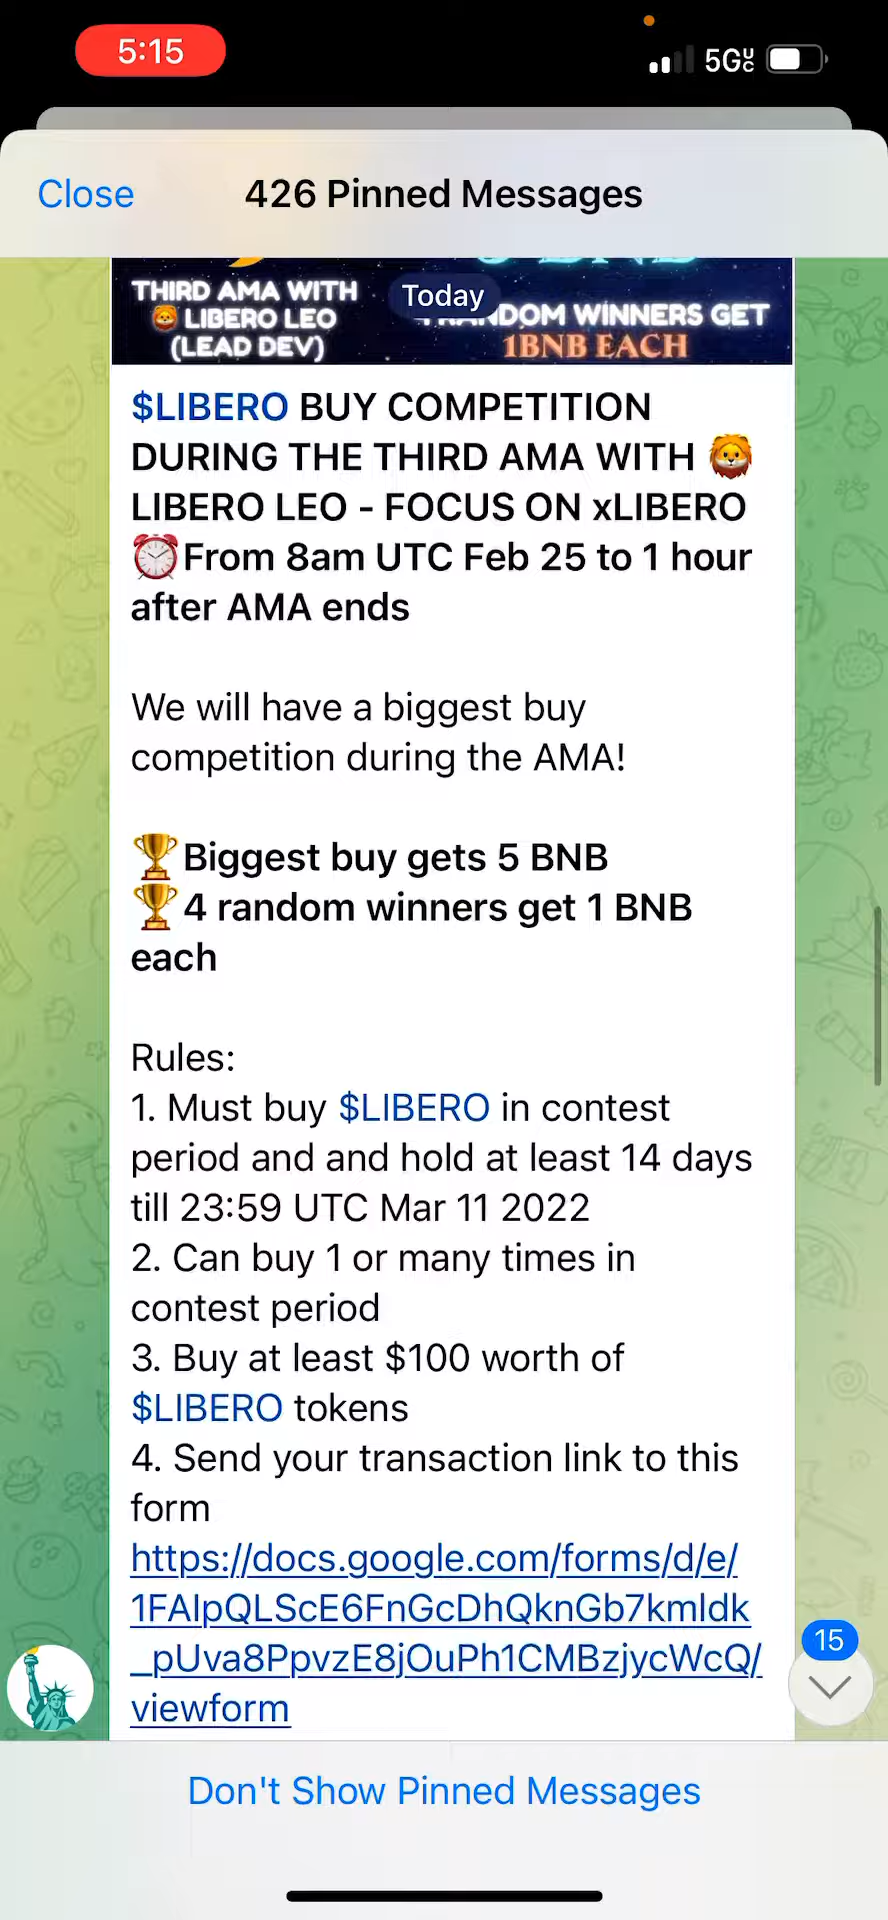 5:15
5G UC
Close
426 Pinned Messages
THIRD AMA WITH
LIBERO LEO
(LEAD DEV)
Today
WINNERS GET
1BNB EACH
$LIBERO BUY COMPETITION
DURING THE THIRD AMA WITH 🦁
LIBERO LEO - FOCUS ON xLIBERO
⏰From 8am UTC Feb 25 to 1 hour
after AMA ends
We will have a biggest buy
competition during the AMA!
🏆Biggest buy gets 5 BNB
🏆4 random winners get 1 BNB
each
Rules:
1. Must buy $LIBERO in contest
period and and hold at least 14 days
till 23:59 UTC Mar 11 2022
2. Can buy 1 or many times in
contest period
3. Buy at least $100 worth of
$LIBERO tokens
4. Send your transaction link to this
form
https://docs.google.com/forms/d/e/
1FAIpQLScE6FnGcDhQknGb7kmIdk
_pUva8PpvzE8jOuPh1CMBzjycWcQ/
viewform
15
Don't Show Pinned Messages